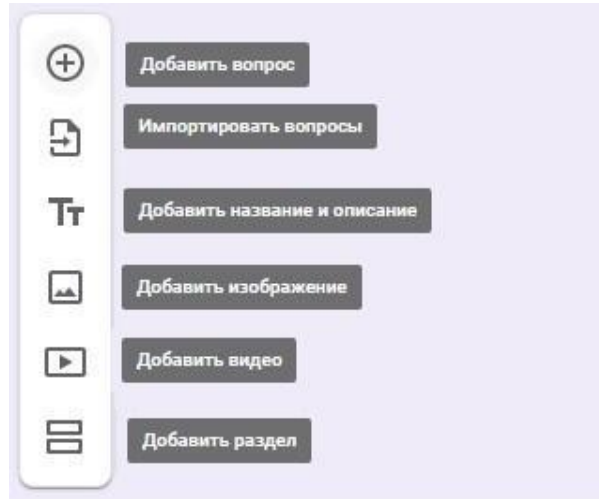 Добавить вопрос
Импортировать вопросы
Добавить название и описание
Добавить изображение
Добавить видео
Добавить раздел